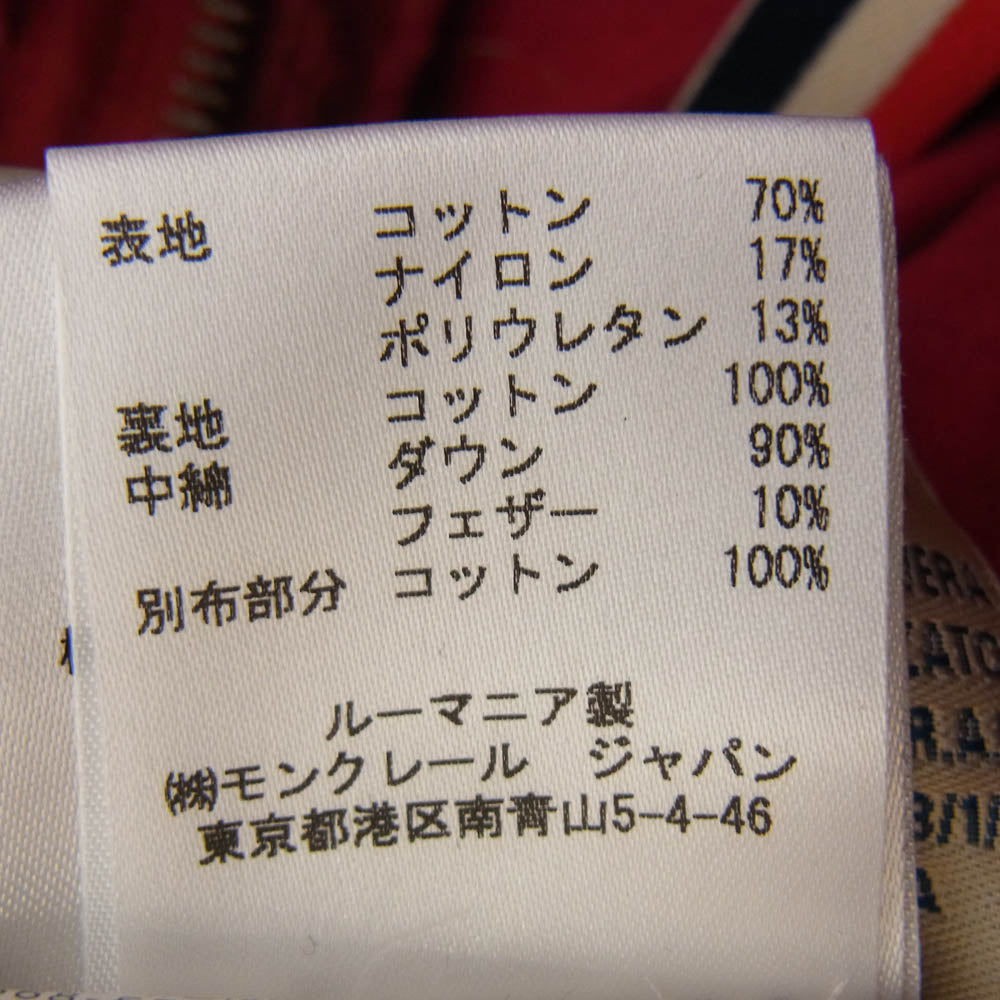 表地 コットン 70%
ナイロン 17%
ポリウレタン 13%
裏地 コットン 100%
中綿 ダウン 90%
フェザー 10%
別布部分 コットン 100%
ルーマニア製
㈱モンクレール ジャパン
東京都港区南青山5-4-46